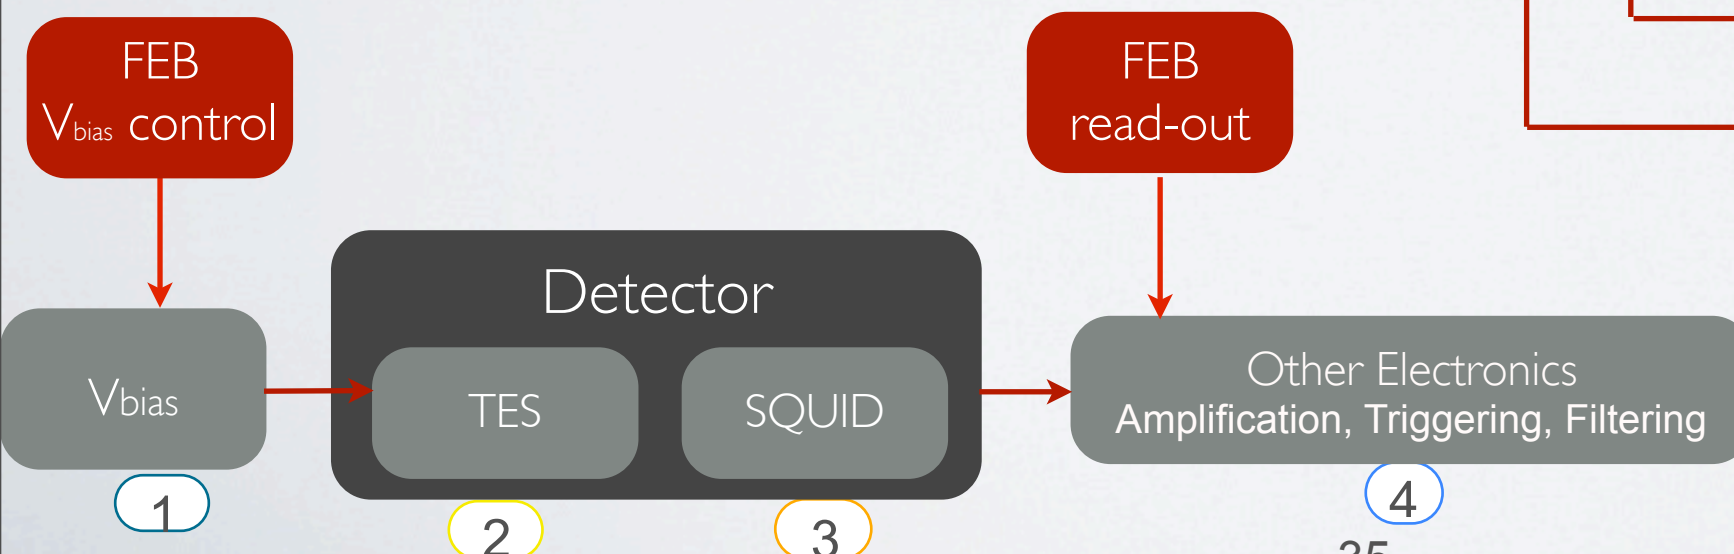 FEB
Vbias control
FEB
read-out
Detector
Vbias
TES
SQUID
Other Electronics
Amplification, Triggering, Filtering
1
2
3
4
35